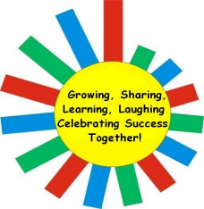 Growing, Sharing,
Learning, Laughing
Celebrating Success
Together!